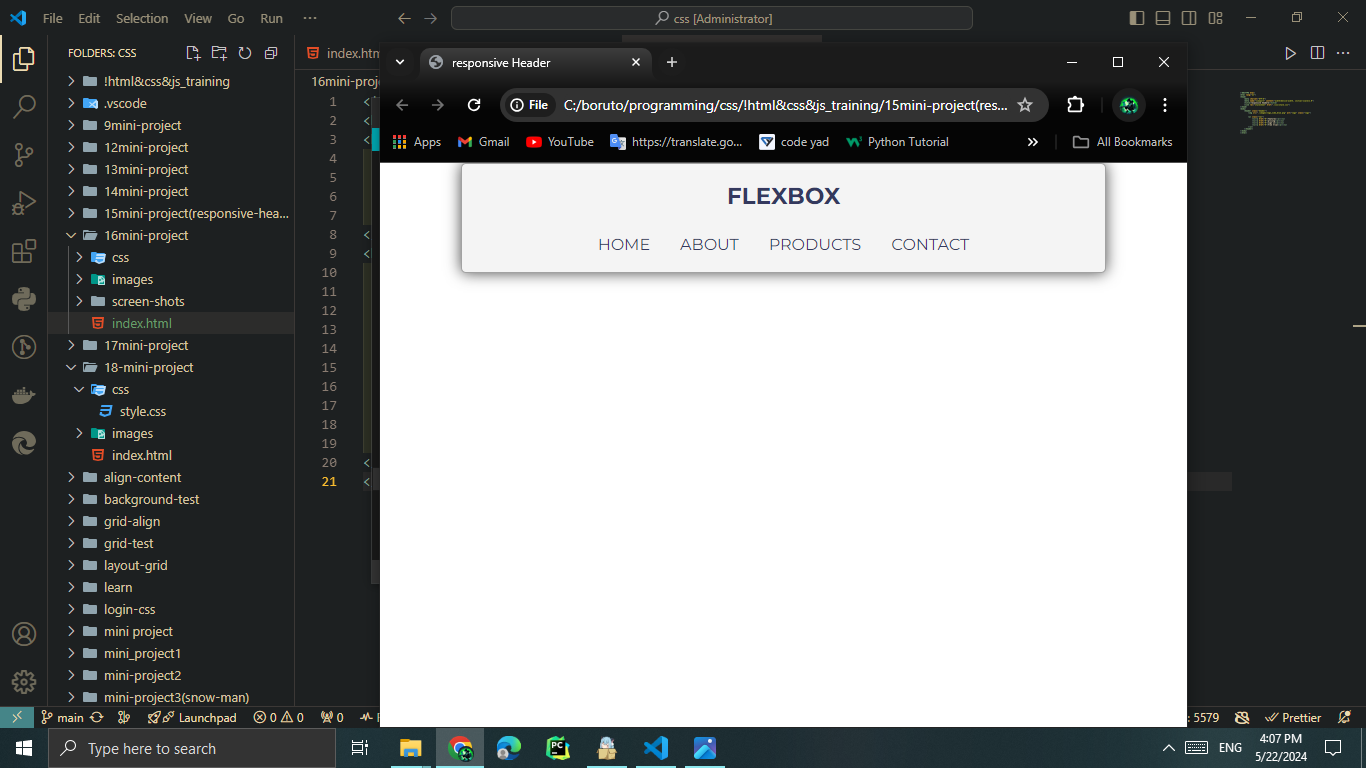 File Edit Selection View Go Run ···
css [Administrator]
FOLDERS: CSS
!html&css&js_training
.vscode
9mini-project
12mini-project
13mini-project
14mini-project
15mini-project(responsive-hea...
16mini-project
css
images
screen-shots
index.html
17mini-project
18-mini-project
css
style.css
images
index.html
align-content
background-test
grid-align
grid-test
layout-grid
learn
login-css
mini project
mini_project1
mini-project2
mini-project3(snow-man)
index.htm
16mini-proje
1 <
2 <
3 <
4
5
6
7
8 <
9 <
10
11
12
13
14
15
16
17
18
19
20 <
21 <
responsive Header
File C:/boruto/programming/css/!html&css&js_training/15mini-project(res...
Apps Gmail YouTube https://translate.go... code yad Python Tutorial » All Bookmarks
FLEXBOX
HOME ABOUT PRODUCTS CONTACT
main Launchpad 0 0 0
: 5579 Prettier
Type here to search
PC
ENG
4:07 PM
5/22/2024